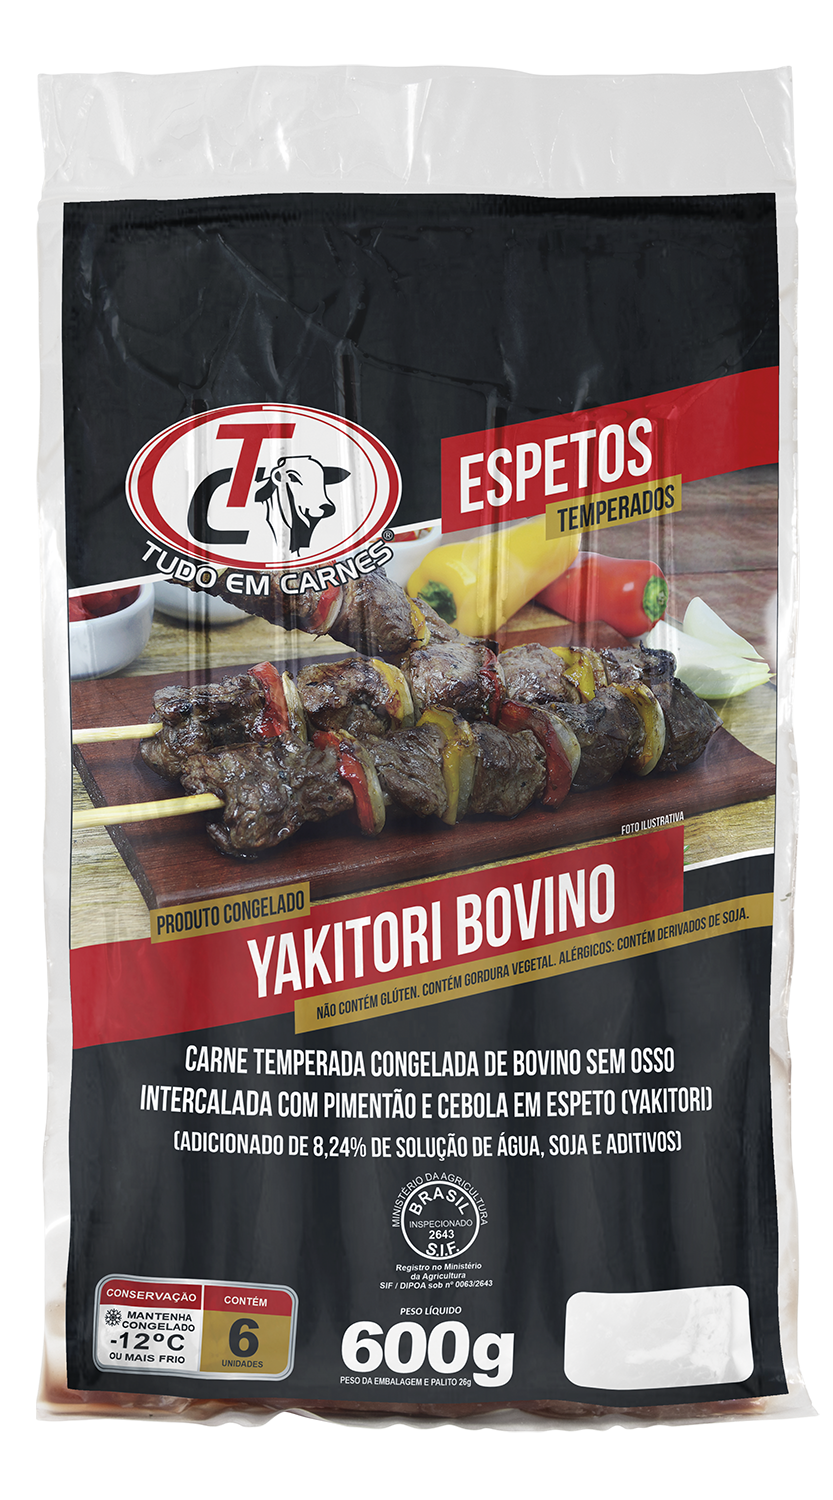 ESPETOS
TEMPERADOS
TC
TUDO EM CARNES®
FOTO ILUSTRATIVA
PRODUTO CONGELADO
YAKITORI BOVINO
NÃO CONTÉM GLÚTEN. CONTÉM GORDURA VEGETAL. ALÉRGICOS: CONTÉM DERIVADOS DE SOJA.
CARNE TEMPERADA CONGELADA DE BOVINO SEM OSSO
INTERCALADA COM PIMENTÃO E CEBOLA EM ESPETO (YAKITORI)
(ADICIONADO DE 8,24% DE SOLUÇÃO DE ÁGUA, SOJA E ADITIVOS)
MINISTÉRIO DA AGRICULTURA
BRASIL
INSPECIONADO
2643
S.I.F.
Registro no Ministério
da Agricultura
SIF / DIPOA sob nº 0063/2643
CONSERVAÇÃO
MANTENHA
CONGELADO
-12ºC
OU MAIS FRIO
CONTÉM
6
UNIDADES
PESO LÍQUIDO
600g
PESO DA EMBALAGEM E PALITO 26g